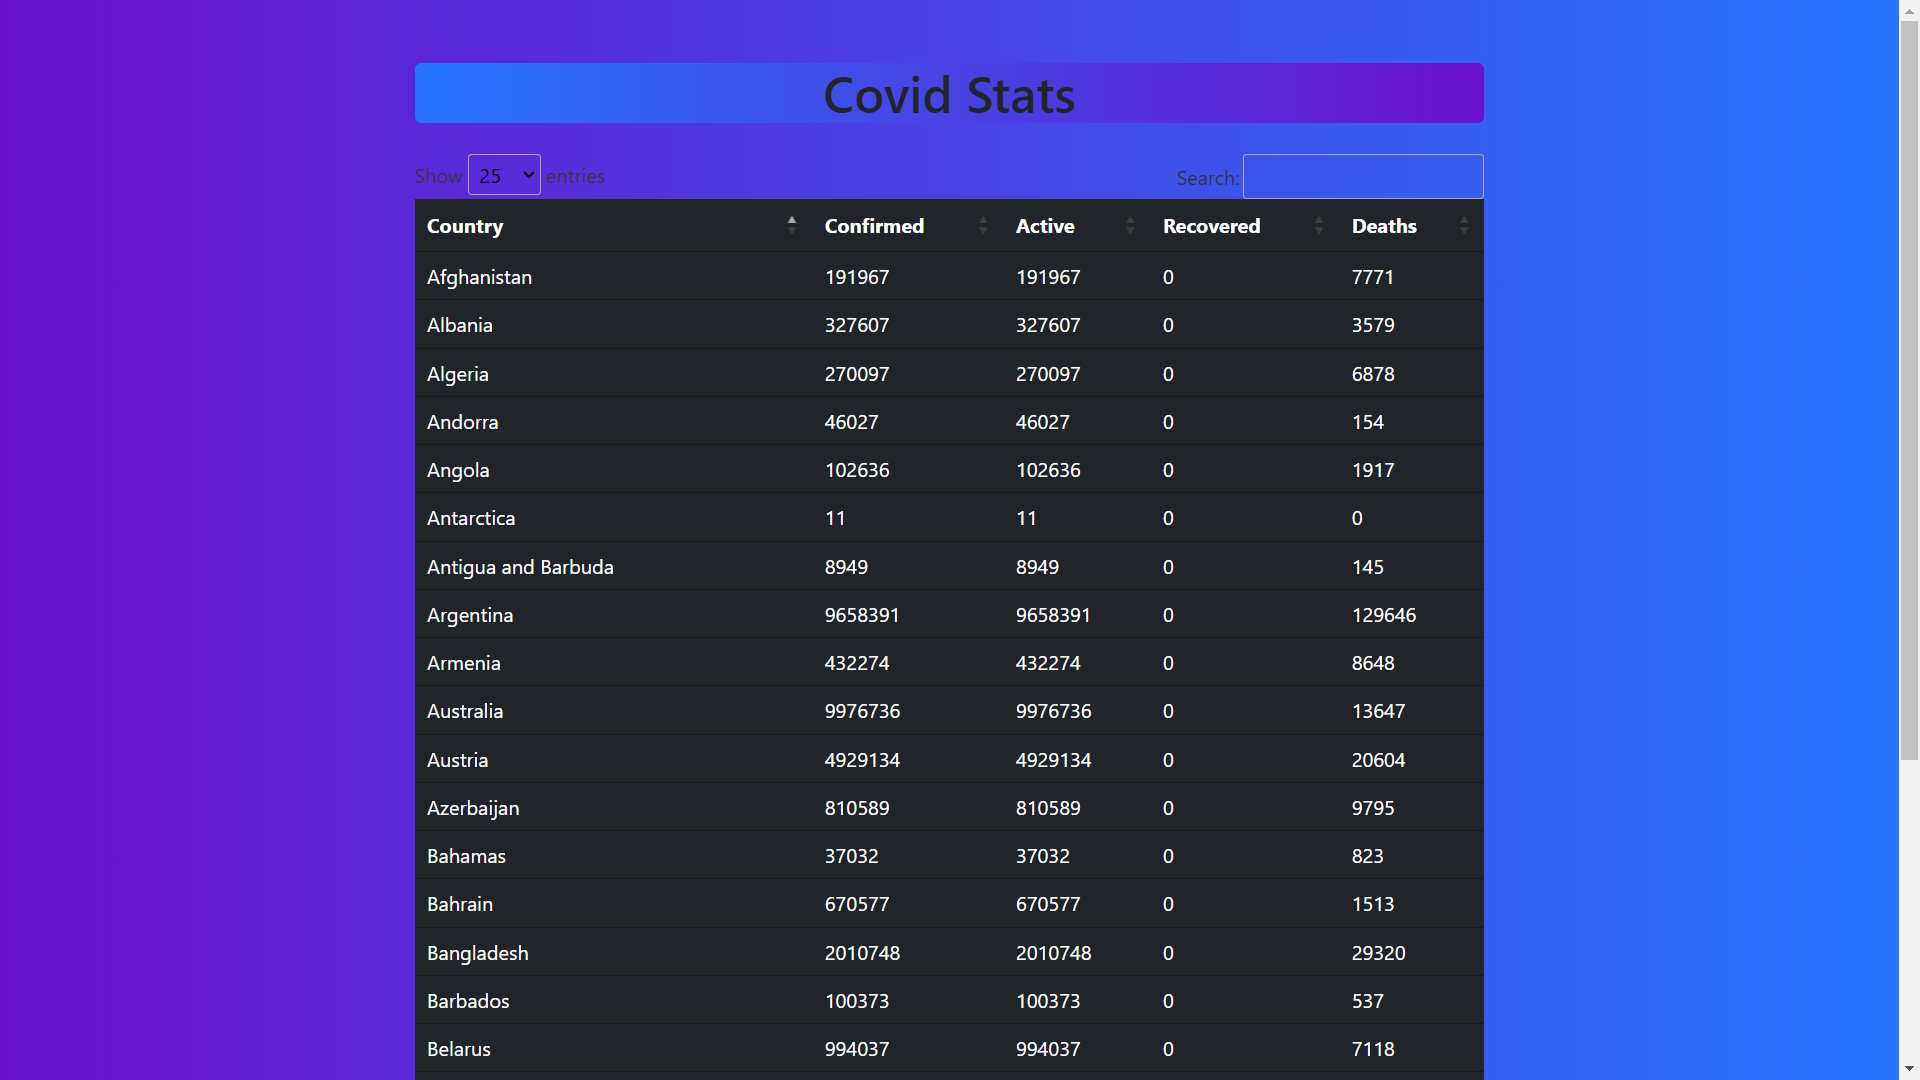 Covid Stats
Show 25 entries Search:
Country Confirmed Active Recovered Deaths
Afghanistan 191967 191967 0 7771
Albania 327607 327607 0 3579
Algeria 270097 270097 0 6878
Andorra 46027 46027 0 154
Angola 102636 102636 0 1917
Antarctica 11 11 0 0
Antigua and Barbuda 8949 8949 0 145
Argentina 9658391 9658391 0 129646
Armenia 432274 432274 0 8648
Australia 9976736 9976736 0 13647
Austria 4929134 4929134 0 20604
Azerbaijan 810589 810589 0 9795
Bahamas 37032 37032 0 823
Bahrain 670577 670577 0 1513
Bangladesh 2010748 2010748 0 29320
Barbados 100373 100373 0 537
Belarus 994037 994037 0 7118